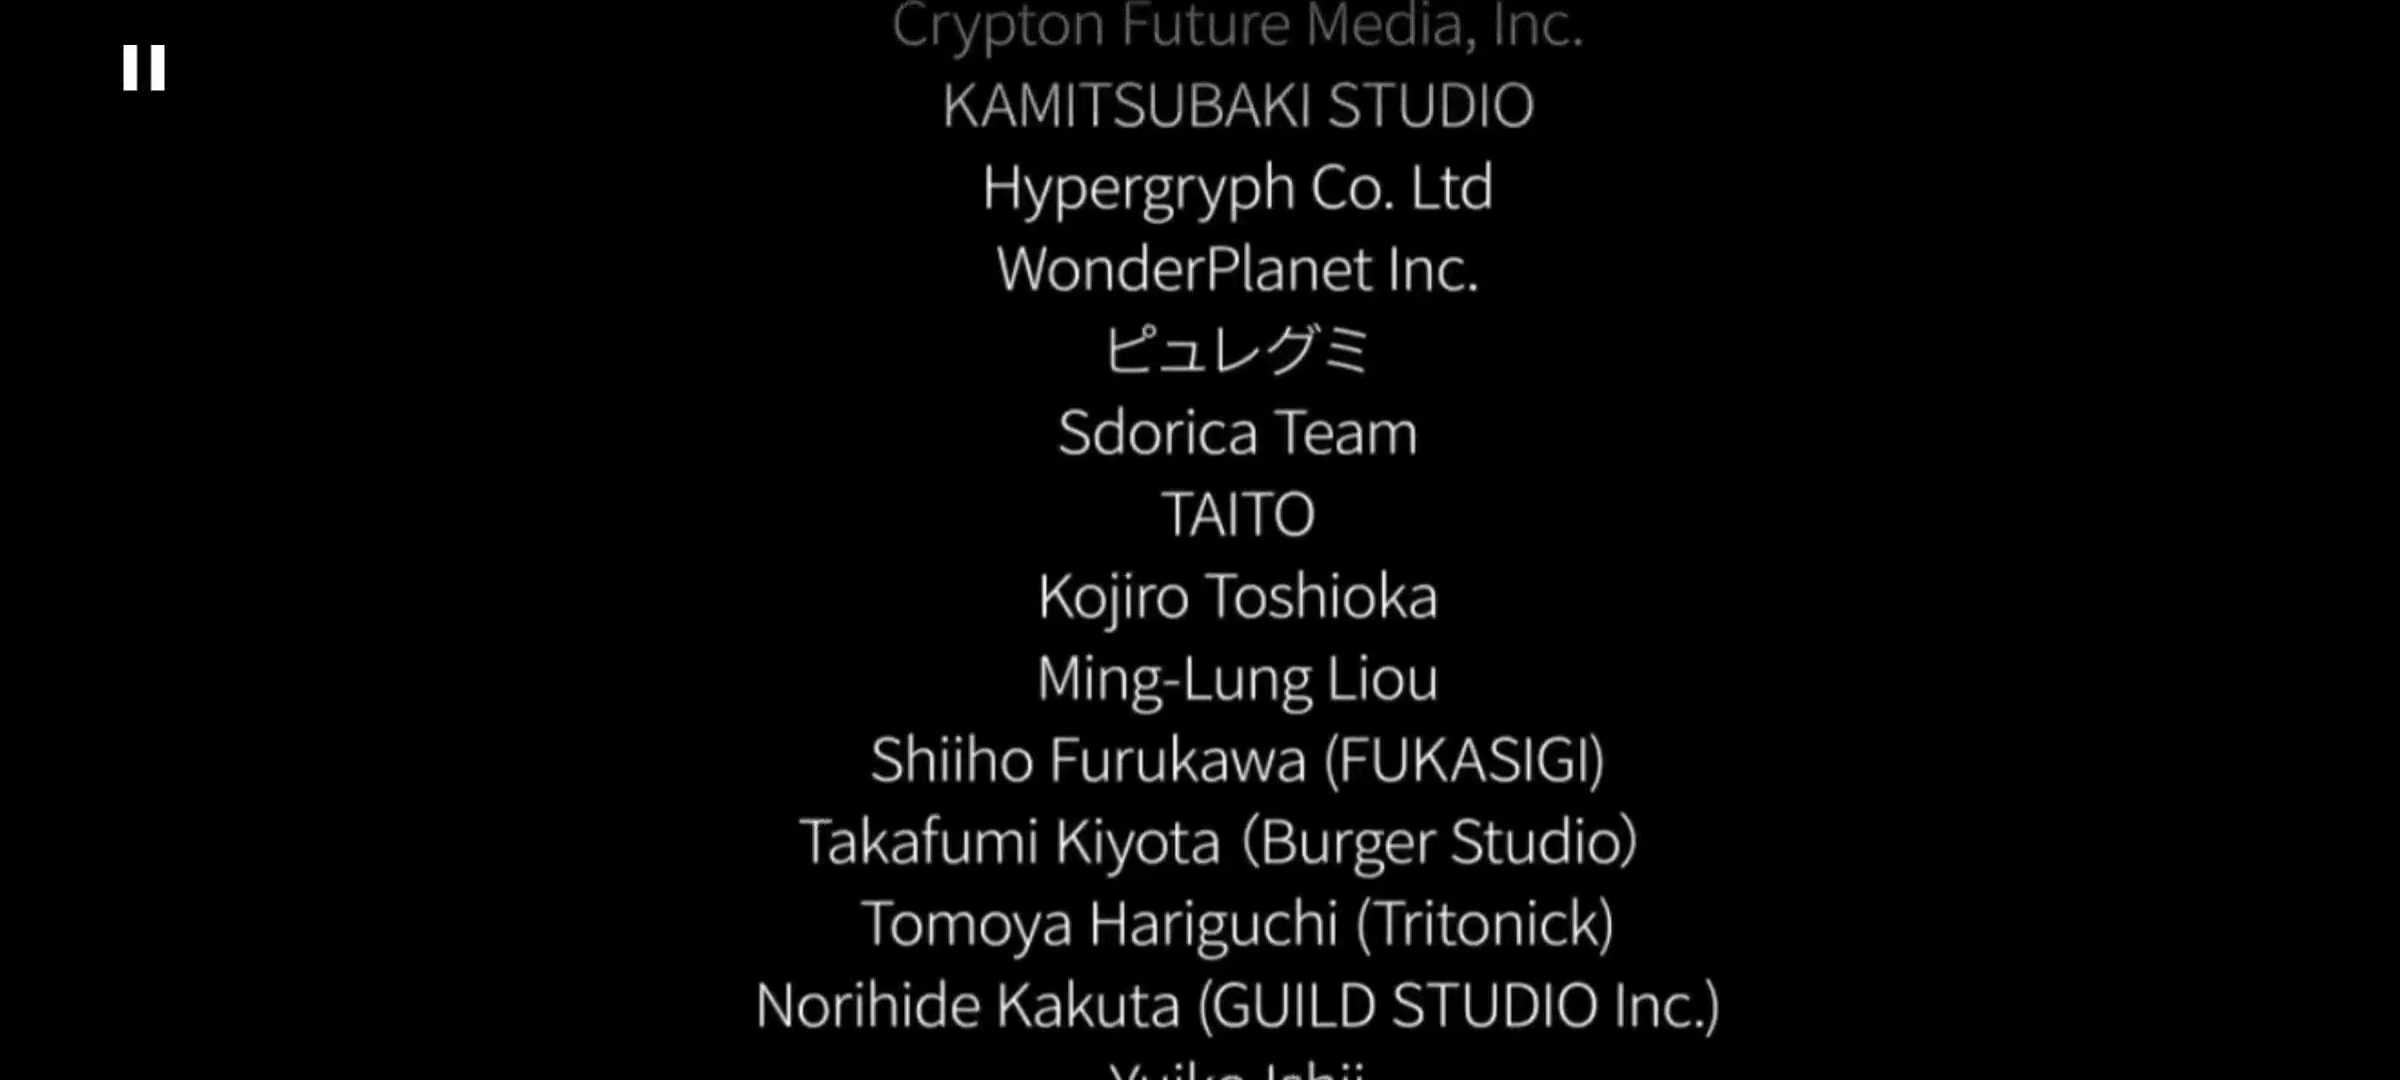 Crypton Future Media, Inc.
KAMITSUBAKI STUDIO
Hypergryph Co. Ltd
WonderPlanet Inc.
ピュレグミ
Sdorica Team
TAITO
Kojiro Toshioka
Ming-Lung Liou
Shiiho Furukawa (FUKASIGI)
Takafumi Kiyota（Burger Studio）
Tomoya Hariguchi (Tritonick)
Norihide Kakuta (GUILD STUDIO Inc.)
Yuiko Ishii